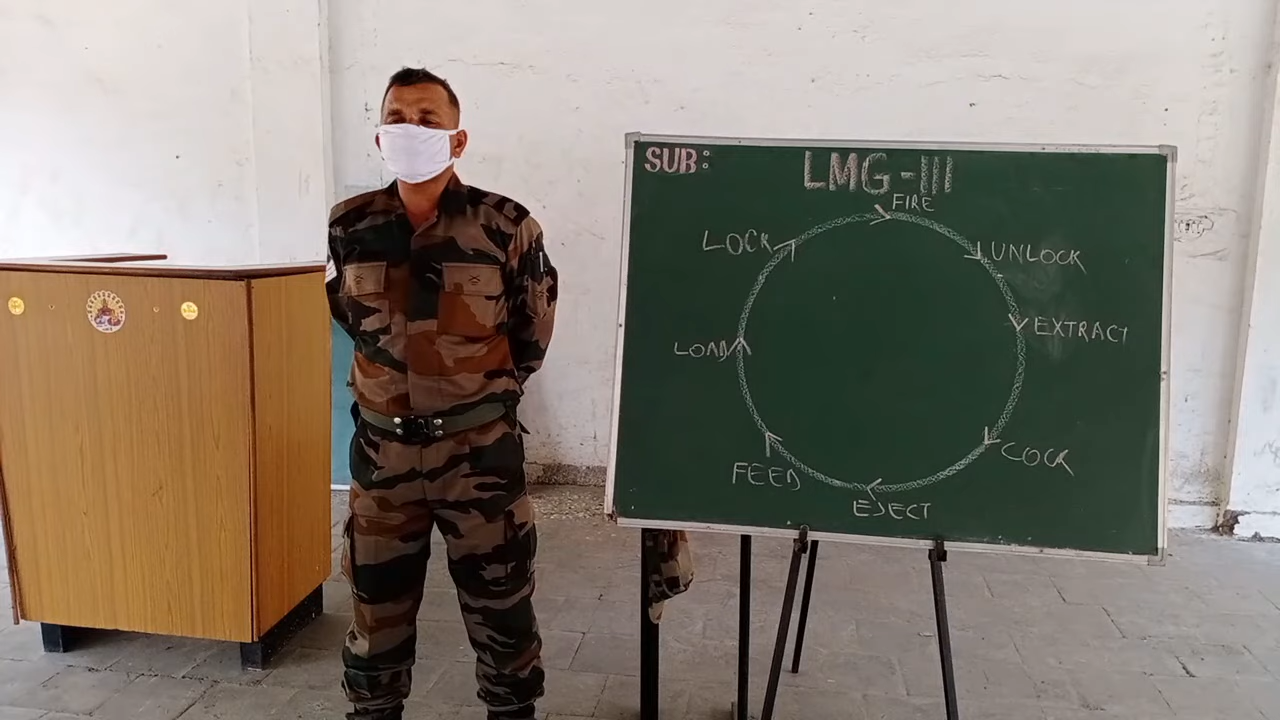 SUB: LMG-III
FIRE
UNLOCK
EXTRACT
COCK
EJECT
FEED
LOAD
LOCK